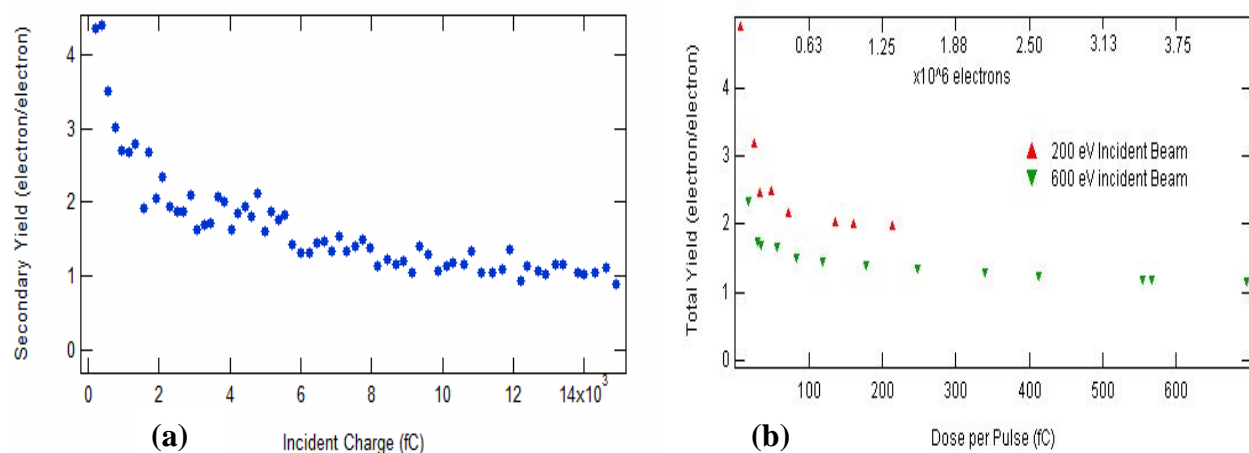 4
3
2
1
0
Secondary Yield (electron/electron)
0 2 4 6 8 10 12 14x10³
(a)
Incident Charge (fC)
0.63 1.25 1.88 2.50 3.13 3.75
x10^6 electrons
200 eV Incident Beam
600 eV incident Beam
4
3
2
1
0
Total Yield (electron/electron)
100 200 300 400 500 600
(b)
Dose per Pulse (fC)